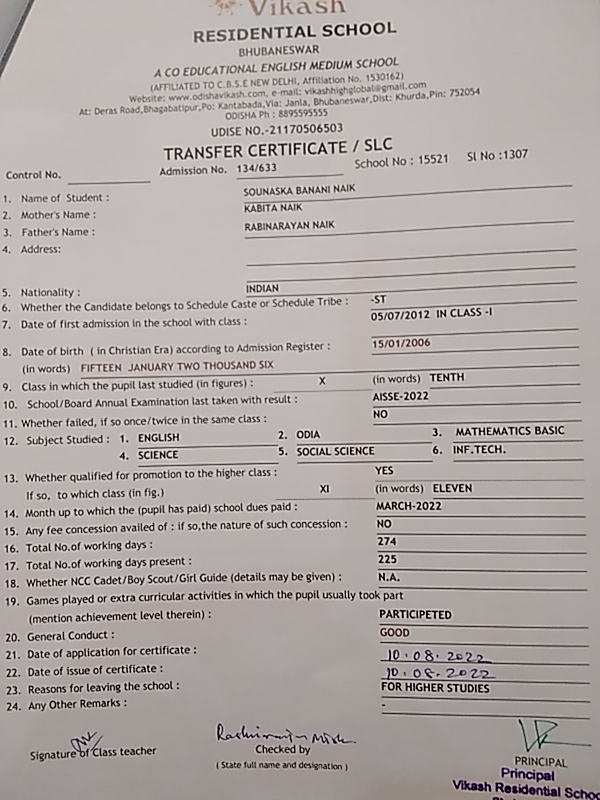 Vikash
RESIDENTIAL SCHOOL
BHUBANESWAR
A CO EDUCATIONAL ENGLISH MEDIUM SCHOOL
(AFFILIATED TO C.B.S.E NEW DELHI, Affiliation No. 1530162)
Website: www.odishavikash.com, e-mail: vikashhighglobal@gmail.com
At: Deras Road,Bhagabatipur,Po: Kantabada,Via: Janla, Bhubaneswar,Dist: Khurda,Pin: 752054
ODISHA Ph : 8895595555
UDISE NO.-21170506503
TRANSFER CERTIFICATE / SLC
Control No. Admission No. 134/633 School No : 15521 Sl No :1307
1. Name of Student : SOUNASKA BANANI NAIK
2. Mother's Name : KABITA NAIK
3. Father's Name : RABINARAYAN NAIK
4. Address:
5. Nationality : INDIAN
6. Whether the Candidate belongs to Schedule Caste or Schedule Tribe : -ST
7. Date of first admission in the school with class : 05/07/2012 IN CLASS -I
8. Date of birth ( in Christian Era) according to Admission Register : 15/01/2006
(in words) FIFTEEN JANUARY TWO THOUSAND SIX
9. Class in which the pupil last studied (in figures) : X (in words) TENTH
10. School/Board Annual Examination last taken with result : AISSE-2022
11. Whether failed, if so once/twice in the same class : NO
12. Subject Studied : 1. ENGLISH 2. ODIA 3. MATHEMATICS BASIC
4. SCIENCE 5. SOCIAL SCIENCE 6. INF.TECH.
13. Whether qualified for promotion to the higher class : YES
If so, to which class (in fig.) XI (in words) ELEVEN
14. Month up to which the (pupil has paid) school dues paid : MARCH-2022
15. Any fee concession availed of : if so,the nature of such concession : NO
16. Total No.of working days : 274
17. Total No.of working days present : 225
18. Whether NCC Cadet/Boy Scout/Girl Guide (details may be given) : N.A.
19. Games played or extra curricular activities in which the pupil usually took part
(mention achievement level therein) : PARTICIPETED
20. General Conduct : GOOD
21. Date of application for certificate : 10.08.2022
22. Date of issue of certificate : 10.08.2022
23. Reasons for leaving the school : FOR HIGHER STUDIES
24. Any Other Remarks : -
Signature of Class teacher Checked by PRINCIPAL
( State full name and designation ) Principal
Vikash Residential School